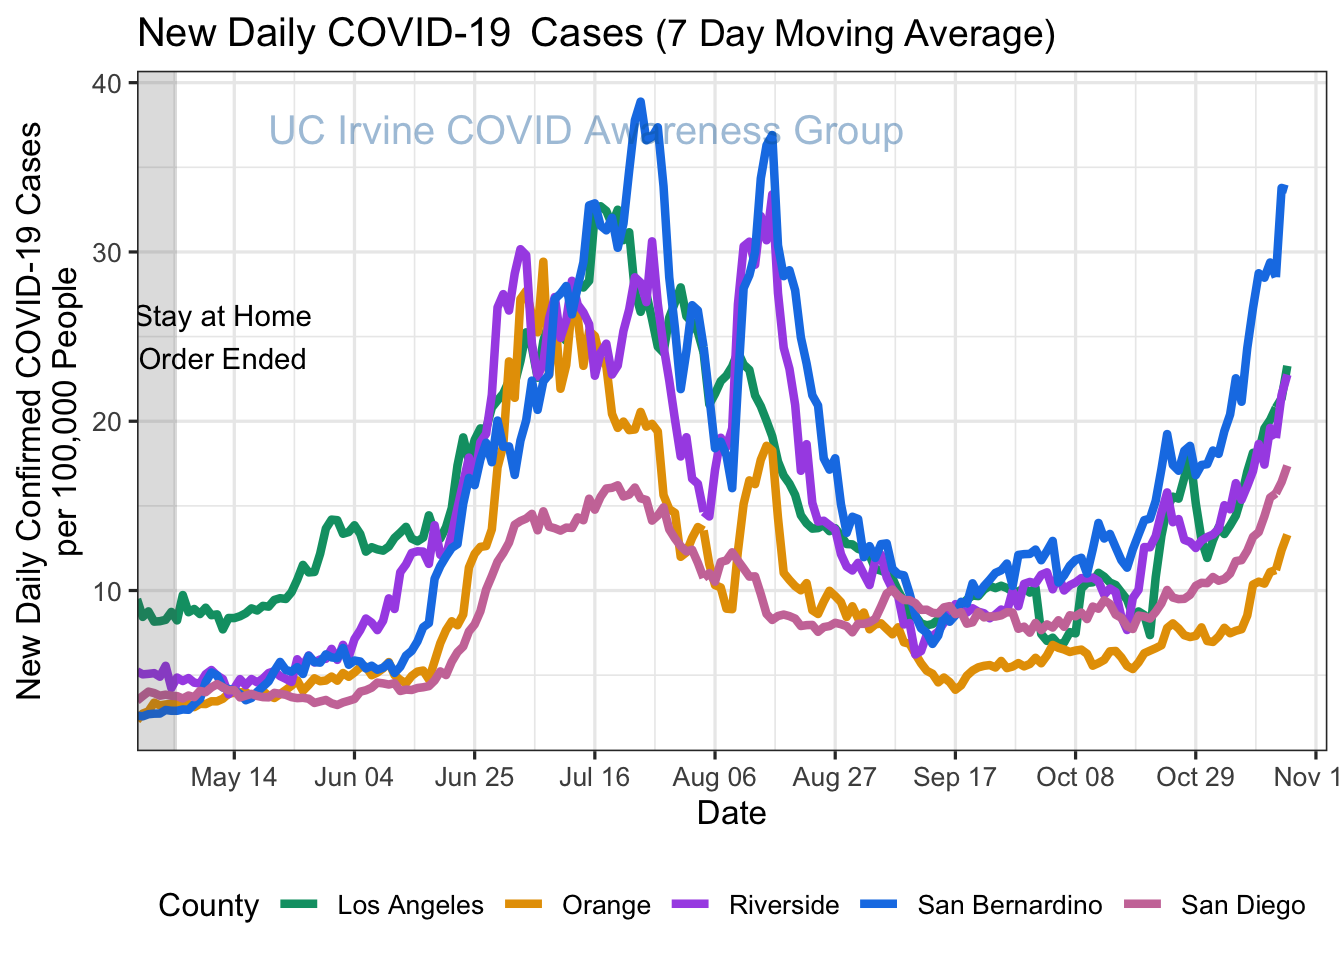 New Daily COVID-19  Cases (7 Day Moving Average)
New Daily Confirmed COVID-19 Cases
per 100,000 People
40
30
20
10
UC Irvine COVID Awareness Group
Stay at Home
Order Ended
May 14
Jun 04
Jun 25
Jul 16
Aug 06
Aug 27
Sep 17
Oct 08
Oct 29
Nov 1
Date
County
Los Angeles
Orange
Riverside
San Bernardino
San Diego